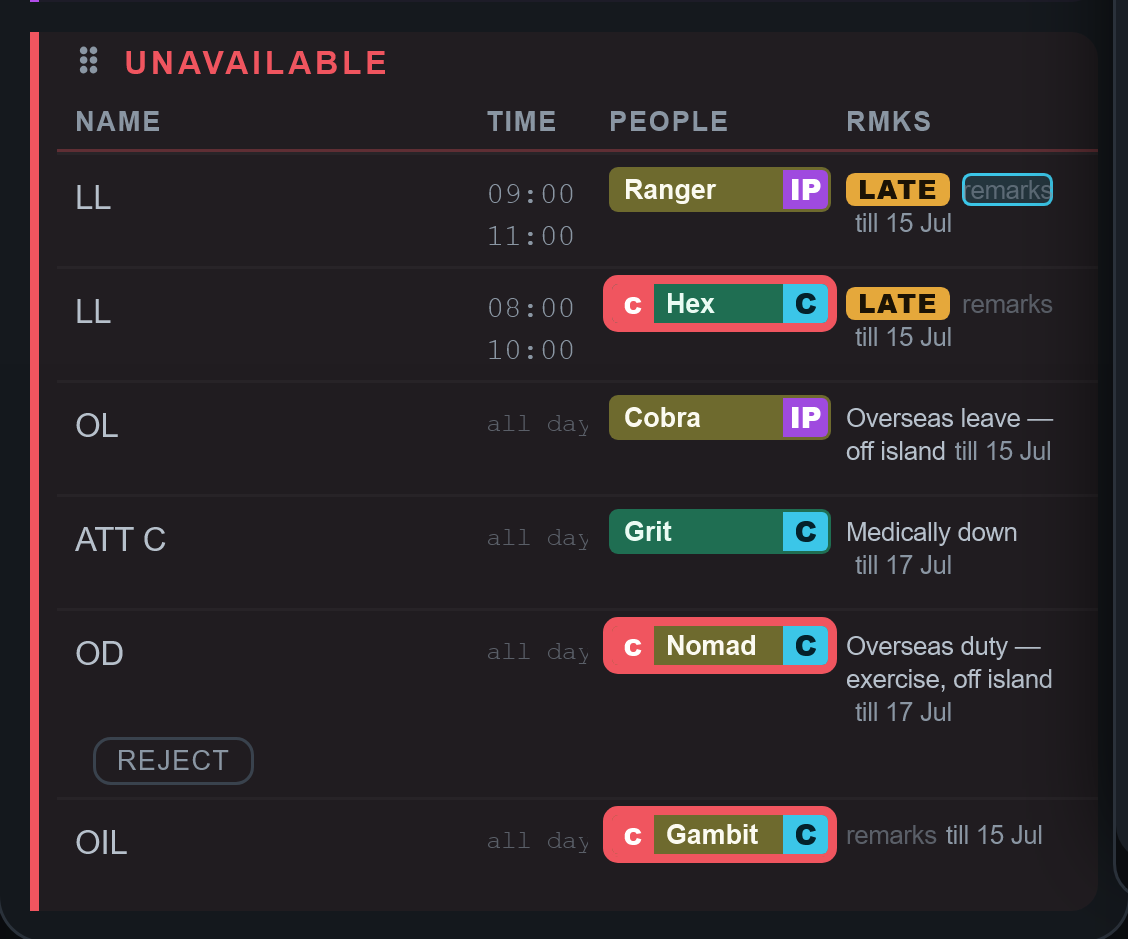 UNAVAILABLE
NAME TIME PEOPLE RMKS
LL 09:00 Ranger IP LATE remarks
11:00 till 15 Jul
LL 08:00 c Hex C LATE remarks
10:00 till 15 Jul
OL all day Cobra IP Overseas leave —
off island till 15 Jul
ATT C all day Grit C Medically down
till 17 Jul
OD all day c Nomad C Overseas duty —
exercise, off island
till 17 Jul
REJECT
OIL all day c Gambit C remarks till 15 Jul